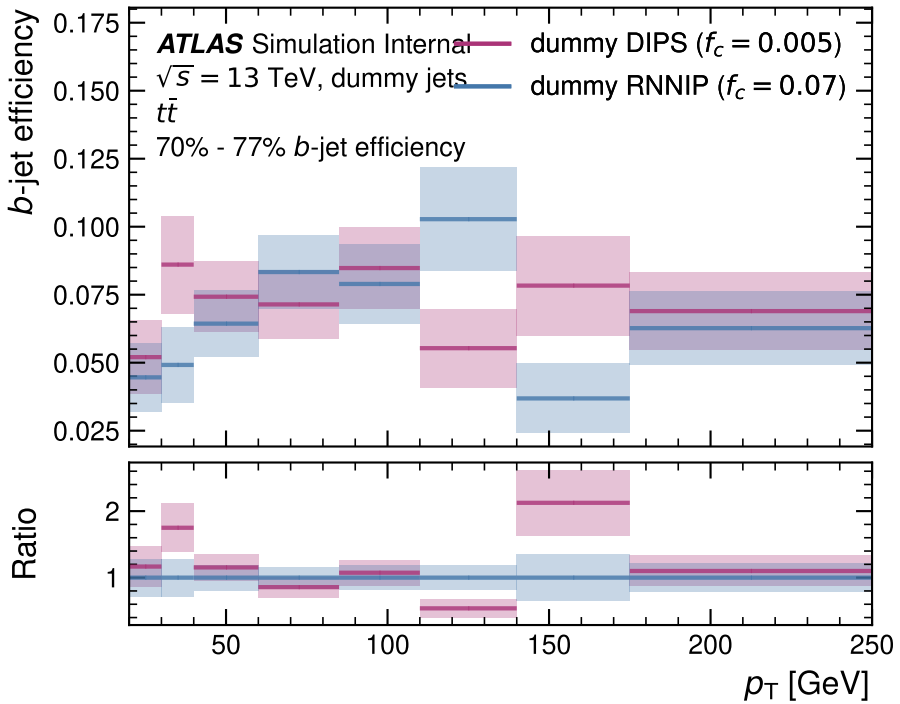 0.175
0.150
0.125
0.100
0.075
0.050
0.025
b-jet efficiency
ATLAS Simulation Internal
√s = 13 TeV, dummy jets
tt̄
70% - 77% b-jet efficiency
dummy DIPS (f_c = 0.005)
dummy RNNIP (f_c = 0.07)
2
1
Ratio
50 100 150 200 250
p_T [GeV]